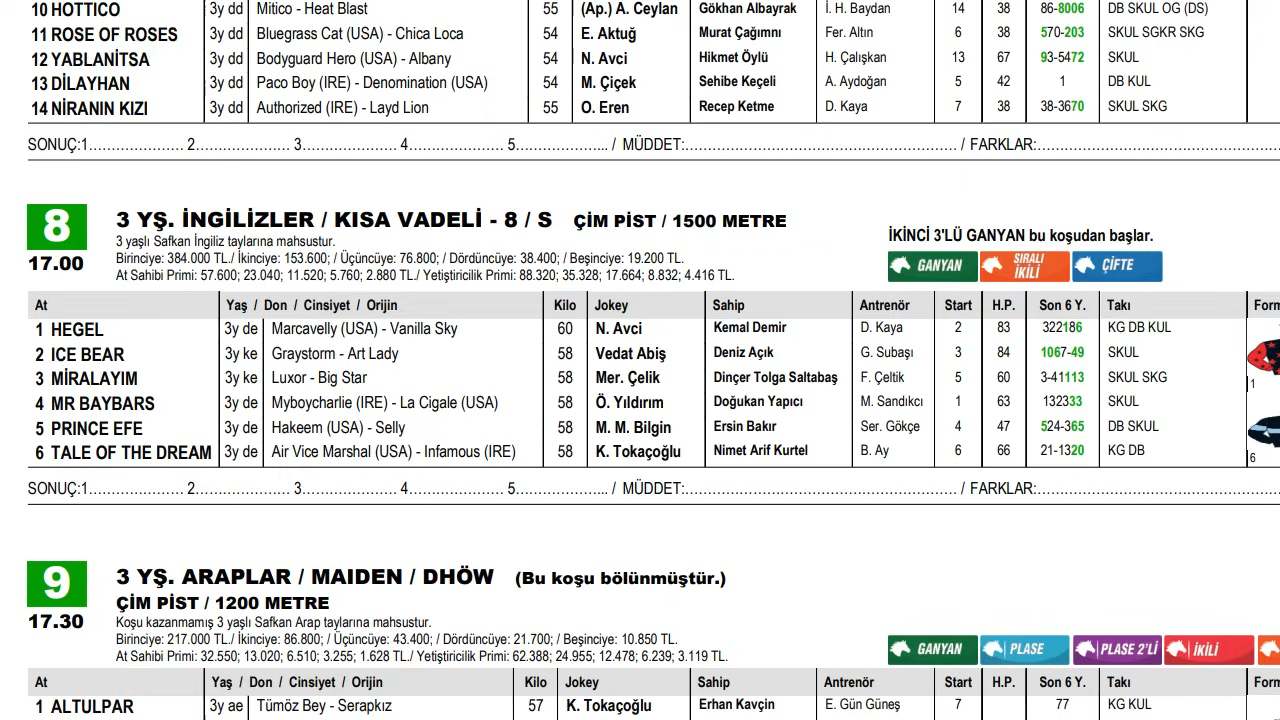 10 HOTTICO 3y dd Mitico - Heat Blast 55 (Ap.) A. Ceylan Gökhan Albayrak İ. H. Baydan 14 38 86-8006 DB SKUL OG (DS)
11 ROSE OF ROSES 3y dd Bluegrass Cat (USA) - Chica Loca 54 E. Aktuğ Murat Çağımnı Fer. Altın 6 38 570-203 SKUL SGKR SKG
12 YABLANİTSA 3y dd Bodyguard Hero (USA) - Albany 54 N. Avci Hikmet Öylü H. Çalışkan 13 67 93-5472 SKUL
13 DİLAYHAN 3y dd Paco Boy (IRE) - Denomination (USA) 54 M. Çiçek Sehibe Keçeli A. Aydoğan 5 42 1 DB KUL
14 NİRANIN KIZI 3y dd Authorized (IRE) - Layd Lion 55 O. Eren Recep Ketme D. Kaya 7 38 38-3670 SKUL SKG
SONUÇ:1...................... 2...................... 3...................... 4...................... 5..................... / MÜDDET:.............................................................. / FARKLAR:........................................................
8 3 YŞ. İNGİLİZLER / KISA VADELİ - 8 / S ÇİM PİST / 1500 METRE
17.00
3 yaşlı Safkan İngiliz taylarına mahsustur.
Birinciye: 384.000 TL./ İkinciye: 153.600; / Üçüncüye: 76.800; / Dördüncüye: 38.400; / Beşinciye: 19.200 TL.
At Sahibi Primi: 57.600; 23.040; 11.520; 5.760; 2.880 TL./ Yetiştiricilik Primi: 88.320; 35.328; 17.664; 8.832; 4.416 TL.
İKİNCİ 3'LÜ GANYAN bu koşudan başlar.
GANYAN SIRALI İKİLİ ÇİFTE
At Yaş / Don / Cinsiyet / Orijin Kilo Jokey Sahip Antrenör Start H.P. Son 6 Y. Takı Form
1 HEGEL 3y de Marcavelly (USA) - Vanilla Sky 60 N. Avci Kemal Demir D. Kaya 2 83 322186 KG DB KUL
2 ICE BEAR 3y ke Graystorm - Art Lady 58 Vedat Abiş Deniz Açık G. Subaşı 3 84 1067-49 SKUL
3 MİRALAYIM 3y ke Luxor - Big Star 58 Mer. Çelik Dinçer Tolga Saltabaş F. Çeltik 5 60 3-41113 SKUL SKG 1
4 MR BAYBARS 3y de Myboycharlie (IRE) - La Cigale (USA) 58 Ö. Yıldırım Doğukan Yapıcı M. Sandıkcı 1 63 132333 SKUL
5 PRINCE EFE 3y de Hakeem (USA) - Selly 58 M. M. Bilgin Ersin Bakır Ser. Gökçe 4 47 524-365 DB SKUL
6 TALE OF THE DREAM 3y de Air Vice Marshal (USA) - Infamous (IRE) 58 K. Tokaçoğlu Nimet Arif Kurtel B. Ay 6 66 21-1320 KG DB 6
SONUÇ:1...................... 2...................... 3...................... 4...................... 5..................... / MÜDDET:.............................................................. / FARKLAR:........................................................
9 3 YŞ. ARAPLAR / MAIDEN / DHÖW (Bu koşu bölünmüştür.)
ÇİM PİST / 1200 METRE
17.30
Koşu kazanmamış 3 yaşlı Safkan Arap taylarına mahsustur.
Birinciye: 217.000 TL./ İkinciye: 86.800; / Üçüncüye: 43.400; / Dördüncüye: 21.700; / Beşinciye: 10.850 TL.
At Sahibi Primi: 32.550; 13.020; 6.510; 3.255; 1.628 TL./ Yetiştiricilik Primi: 62.388; 24.955; 12.478; 6.239; 3.119 TL.
GANYAN PLASE PLASE 2'Lİ İKİLİ
At Yaş / Don / Cinsiyet / Orijin Kilo Jokey Sahip Antrenör Start H.P. Son 6 Y. Takı Form
1 ALTULPAR 3y ae Tümöz Bey - Serapkız 57 K. Tokaçoğlu Erhan Kavçin E. Gün Güneş 7 77 KG KUL